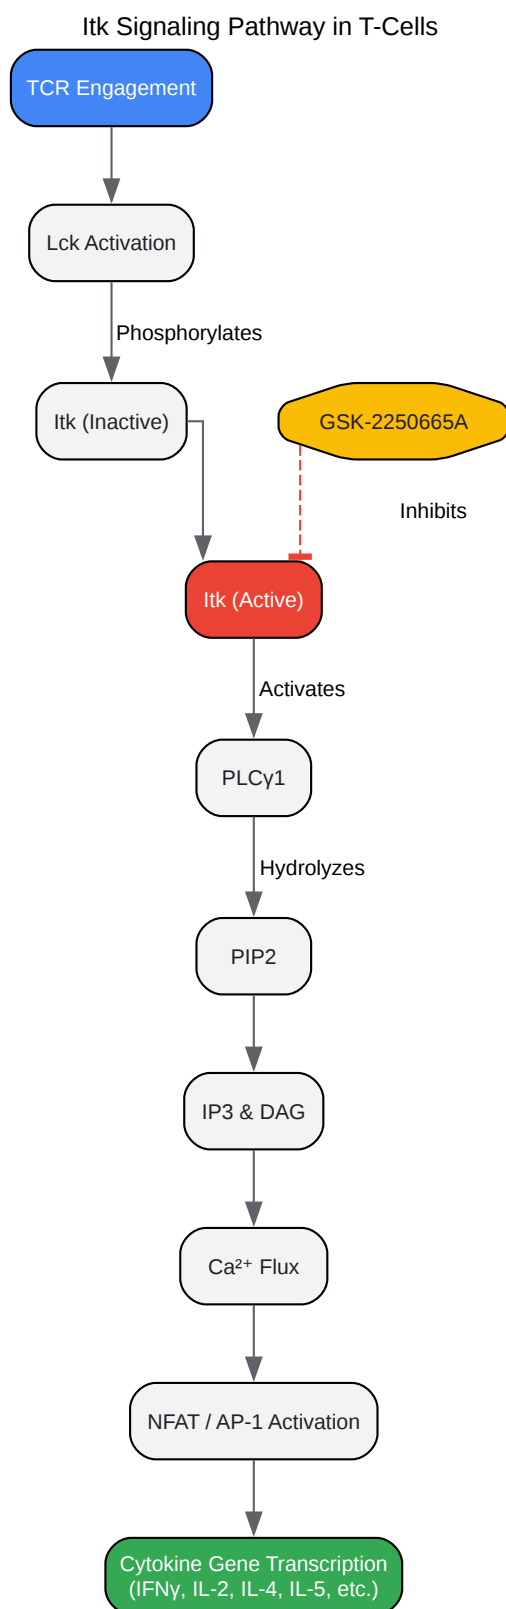 Itk Signaling Pathway in T-Cells
TCR Engagement
Lck Activation
Phosphorylates
Itk (Inactive)
GSK-2250665A
Inhibits
Itk (Active)
Activates
PLCγ1
Hydrolyzes
PIP2
IP3 & DAG
Ca²⁺ Flux
NFAT / AP-1 Activation
Cytokine Gene Transcription
(IFNγ, IL-2, IL-4, IL-5, etc.)